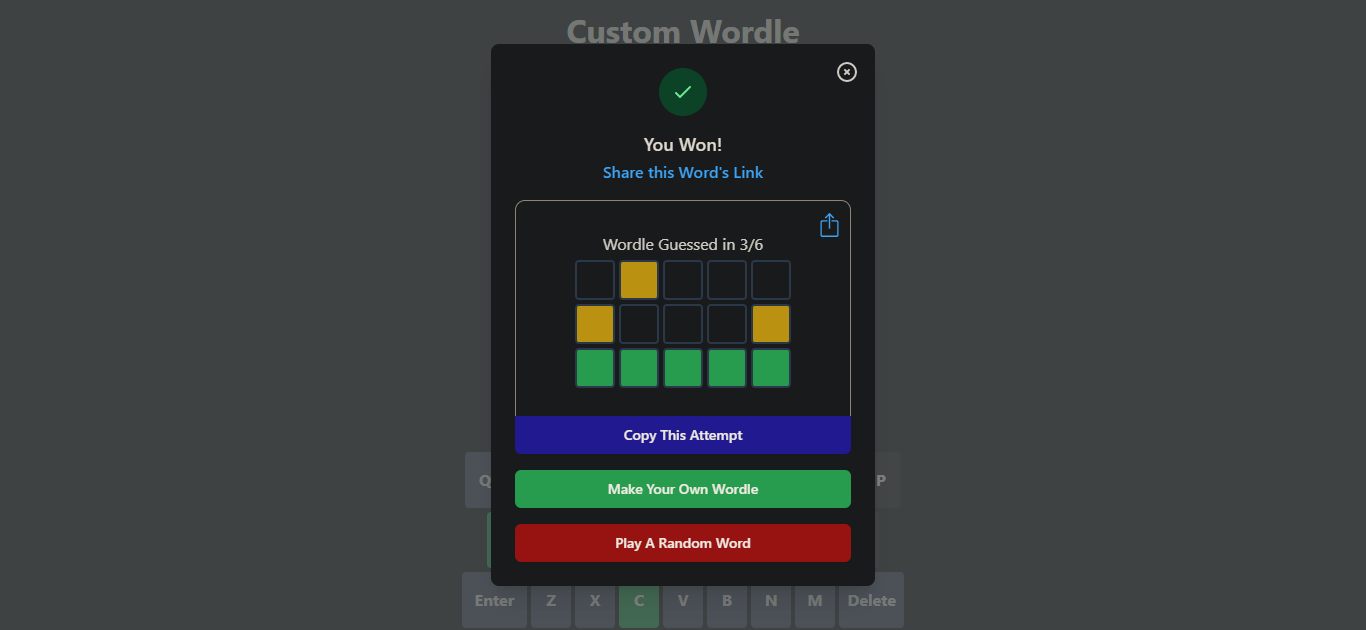 Custom Wordle
You Won!
Share this Word's Link
Wordle Guessed in 3/6
Copy This Attempt
Q P
Make Your Own Wordle
Play A Random Word
Enter Z X C V B N M Delete